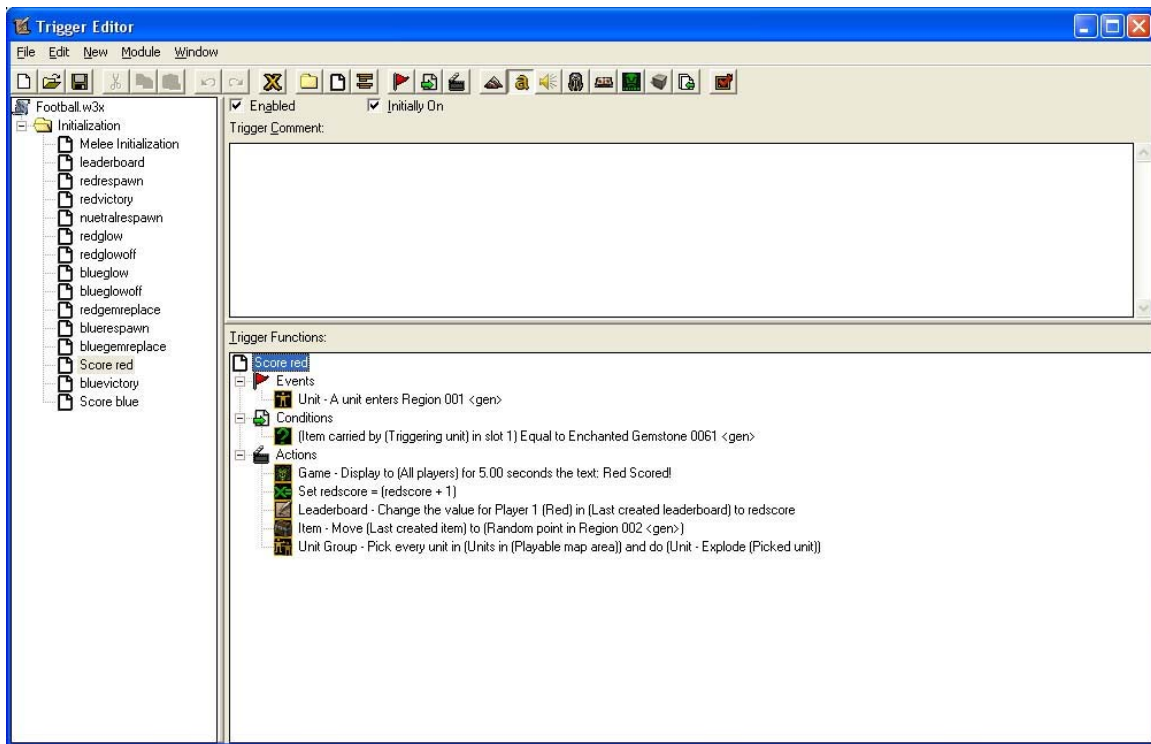 Trigger Editor
File Edit New Module Window
Football.w3x
Initialization
Melee Initialization
leaderboard
redrespawn
redvictory
nuetralrespawn
redglow
redglowoff
blueglow
blueglowoff
redgemreplace
bluerespawn
bluegemreplace
Score red
bluevictory
Score blue
Enabled Initially On
Trigger Comment:
Trigger Functions:
Score red
Events
Unit - A unit enters Region 001 <gen>
Conditions
(Item carried by (Triggering unit) in slot 1) Equal to Enchanted Gemstone 0061 <gen>
Actions
Game - Display to (All players) for 5.00 seconds the text: Red Scored!
Set redscore = (redscore + 1)
Leaderboard - Change the value for Player 1 (Red) in (Last created leaderboard) to redscore
Item - Move (Last created item) to (Random point in Region 002 <gen>)
Unit Group - Pick every unit in (Units in (Playable map area)) and do (Unit - Explode (Picked unit))